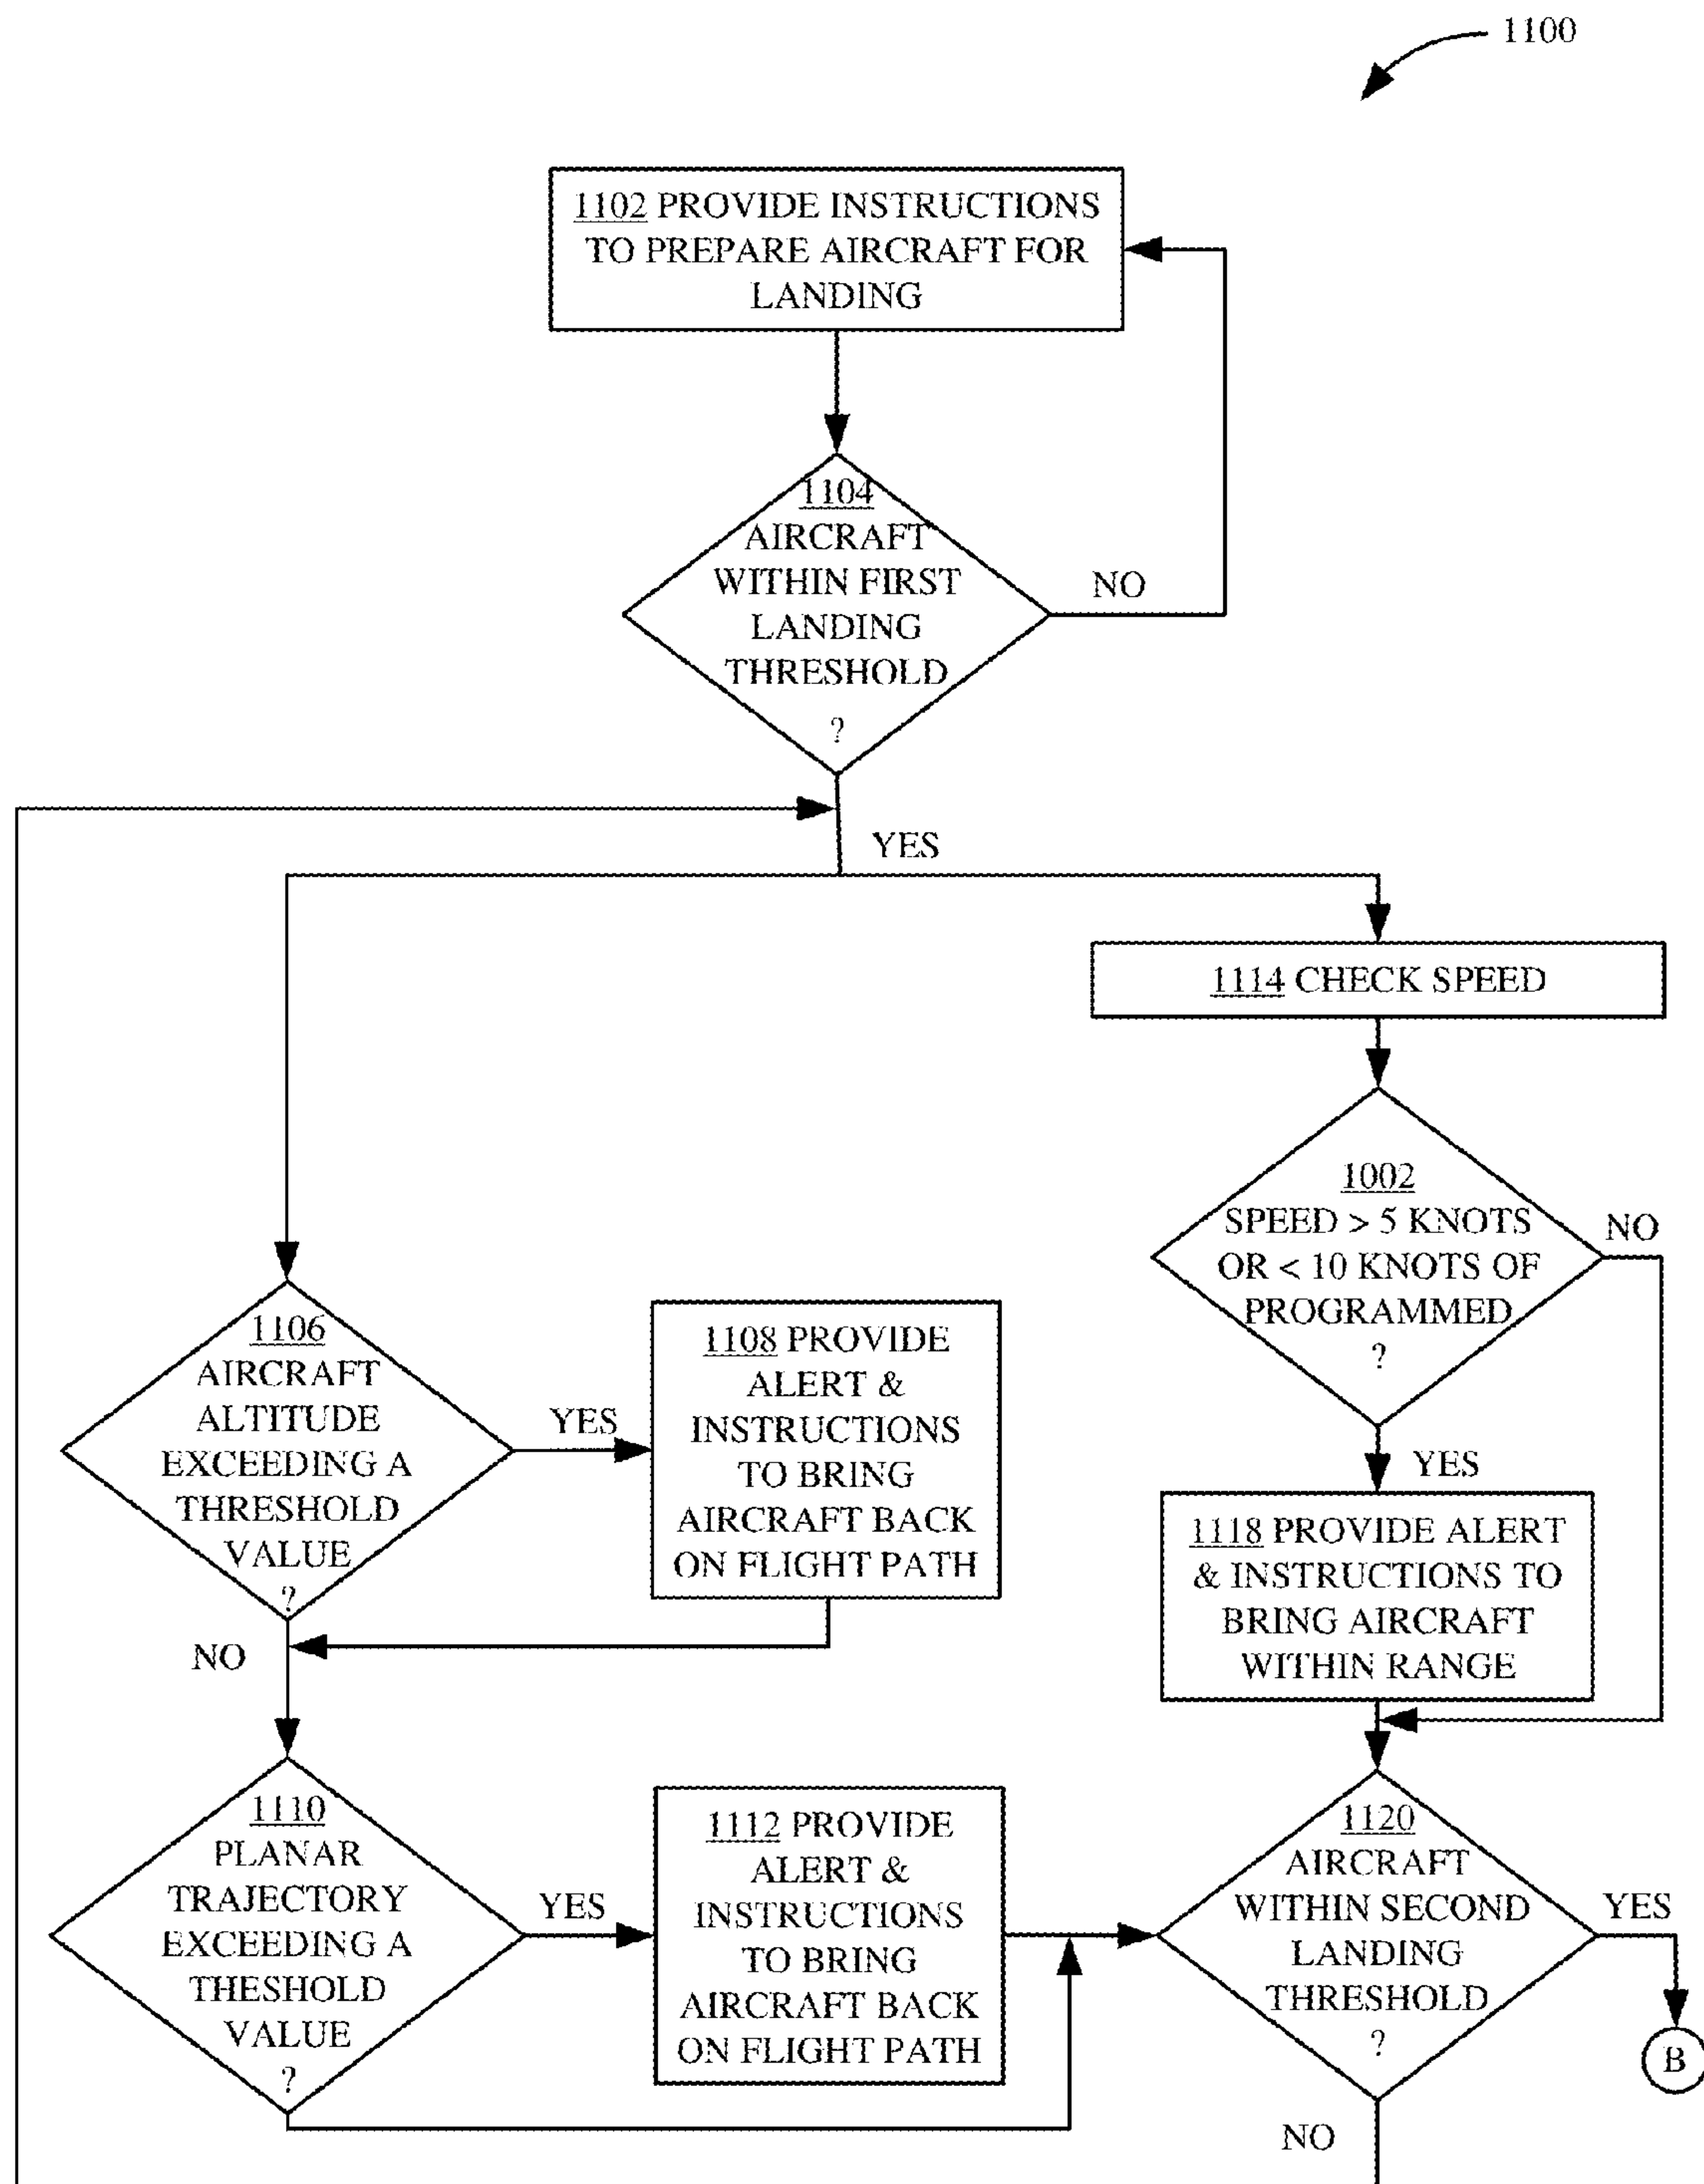 1100
1102 PROVIDE INSTRUCTIONS
TO PREPARE AIRCRAFT FOR
LANDING
1104
AIRCRAFT
WITHIN FIRST
LANDING
THRESHOLD
?
NO
YES
1114 CHECK SPEED
1002
SPEED > 5 KNOTS
OR < 10 KNOTS OF
PROGRAMMED
?
NO
YES
1106
AIRCRAFT
ALTITUDE
EXCEEDING A
THRESHOLD
VALUE
?
YES
NO
1108 PROVIDE
ALERT &
INSTRUCTIONS
TO BRING
AIRCRAFT BACK
ON FLIGHT PATH
1118 PROVIDE ALERT
& INSTRUCTIONS TO
BRING AIRCRAFT
WITHIN RANGE
1110
PLANAR
TRAJECTORY
EXCEEDING A
THESHOLD
VALUE
?
YES
1112 PROVIDE
ALERT &
INSTRUCTIONS
TO BRING
AIRCRAFT BACK
ON FLIGHT PATH
1120
AIRCRAFT
WITHIN SECOND
LANDING
THRESHOLD
?
YES
B
NO